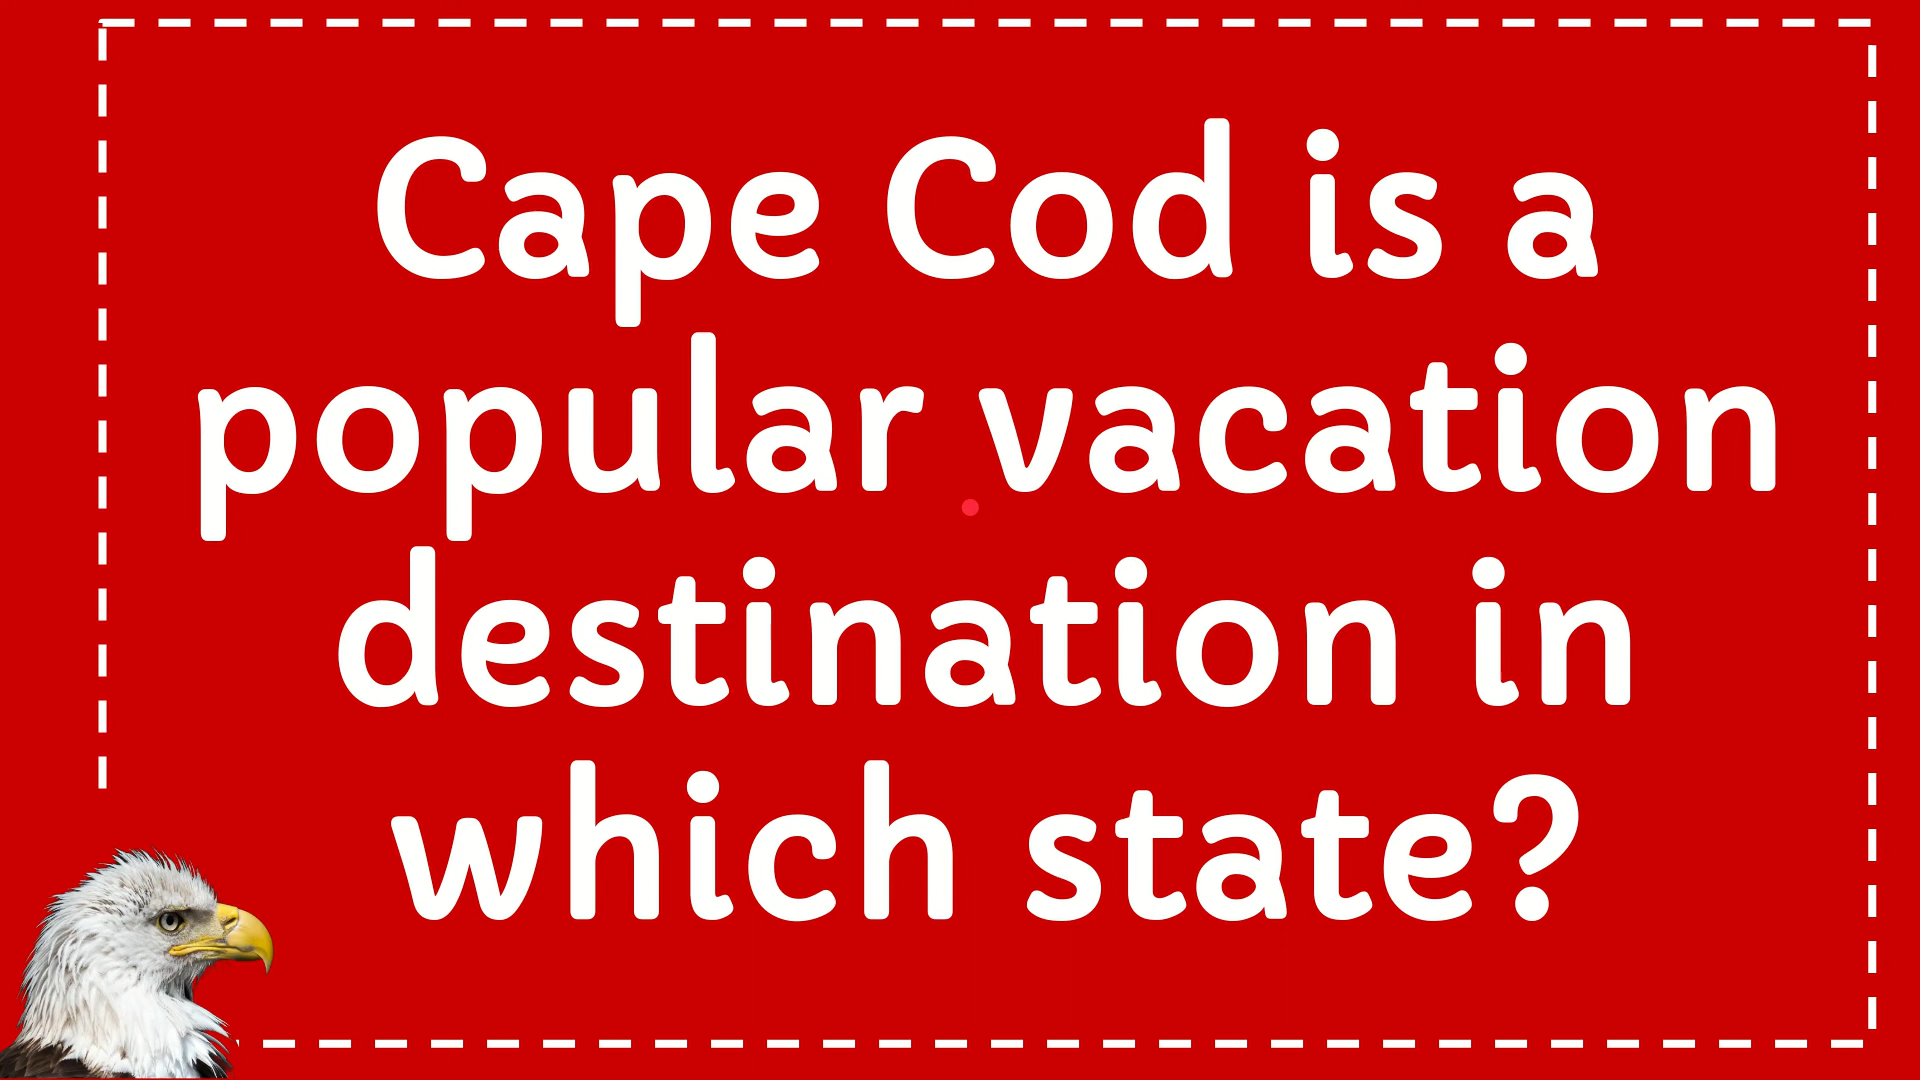 Cape Cod is a
popular vacation
destination in
which state?